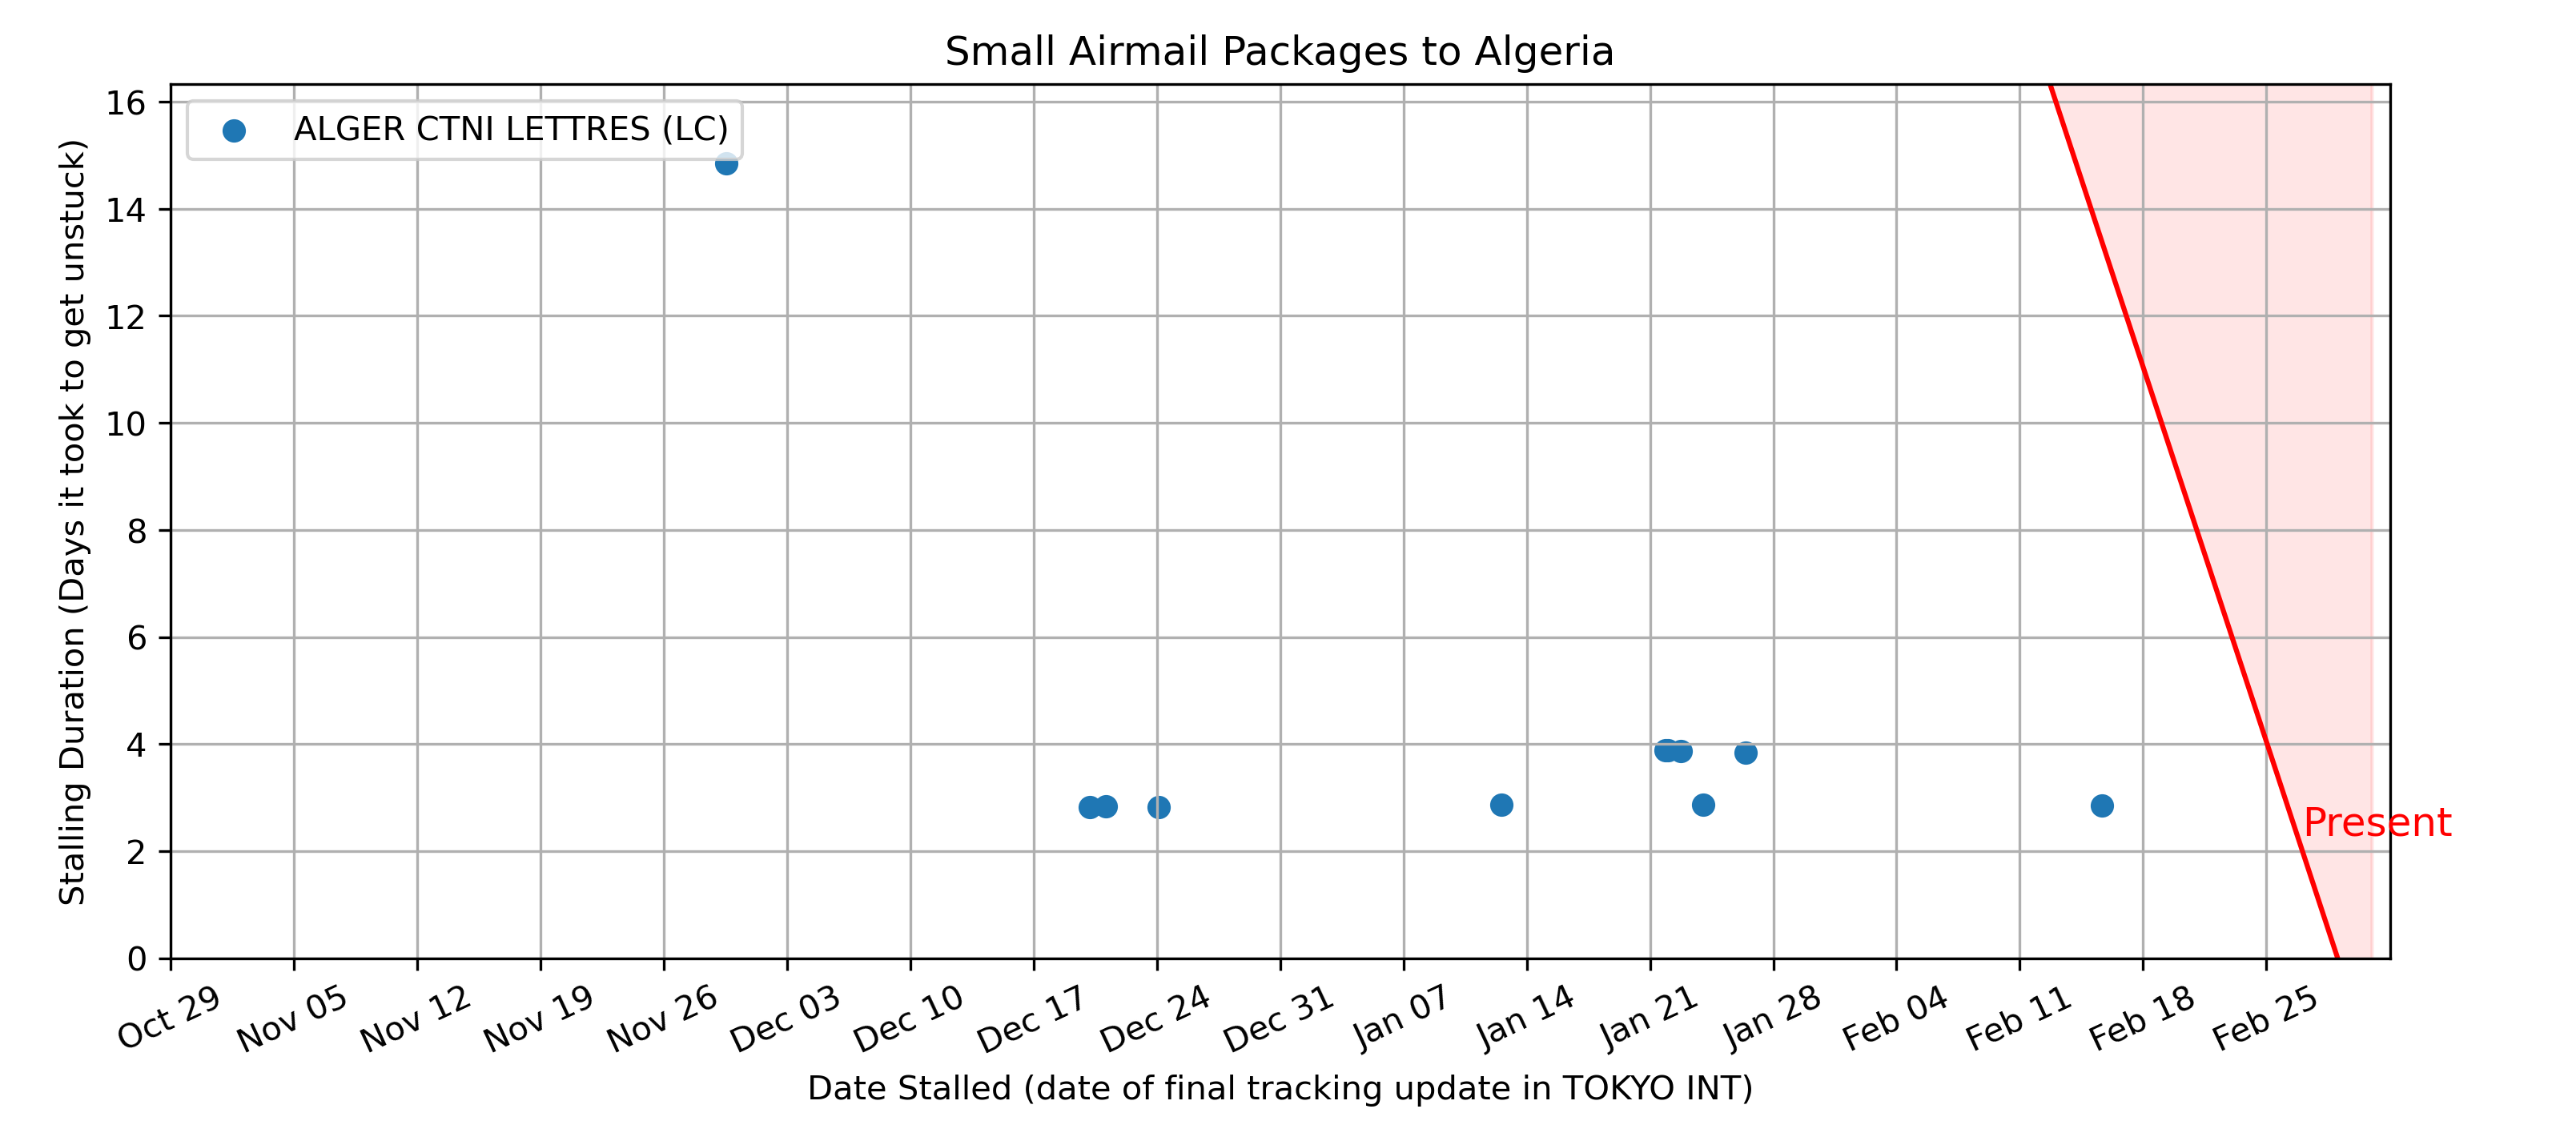 Small Airmail Packages to Algeria
ALGER CTNI LETTRES (LC)
Stalling Duration (Days it took to get unstuck)
16
14
12
10
8
6
4
2
0
Present
Oct 29 Nov 05 Nov 12 Nov 19 Nov 26 Dec 03 Dec 10 Dec 17 Dec 24 Dec 31 Jan 07 Jan 14 Jan 21 Jan 28 Feb 04 Feb 11 Feb 18 Feb 25
Date Stalled (date of final tracking update in TOKYO INT)